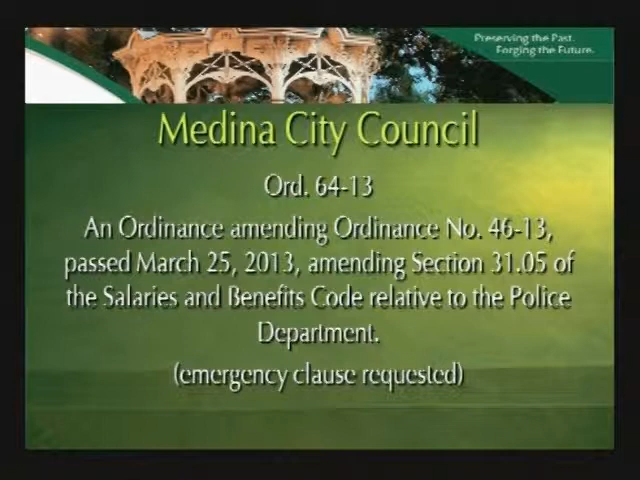 Preserving the Past.
Forging the Future.
Medina City Council
Ord. 64-13
An Ordinance amending Ordinance No. 46-13,
passed March 25, 2013, amending Section 31.05 of
the Salaries and Benefits Code relative to the Police
Department.
(emergency clause requested)